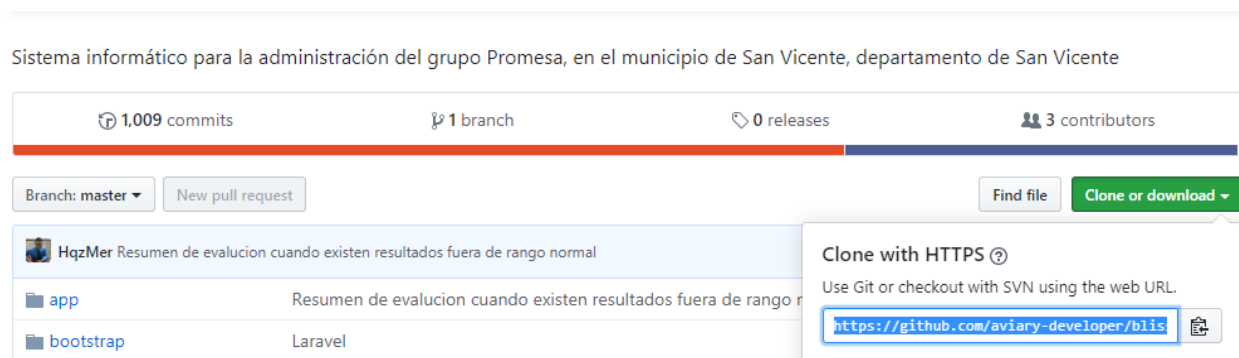 Sistema informático para la administración del grupo Promesa, en el municipio de San Vicente, departamento de San Vicente
1,009 commits
1 branch
0 releases
3 contributors
Branch: master
New pull request
Find file
Clone or download
HqzMer Resumen de evalucion cuando existen resultados fuera de rango normal
Clone with HTTPS
Use Git or checkout with SVN using the web URL.
https://github.com/aviary-developer/blis
app Resumen de evalucion cuando existen resultados fuera de rango
bootstrap Laravel